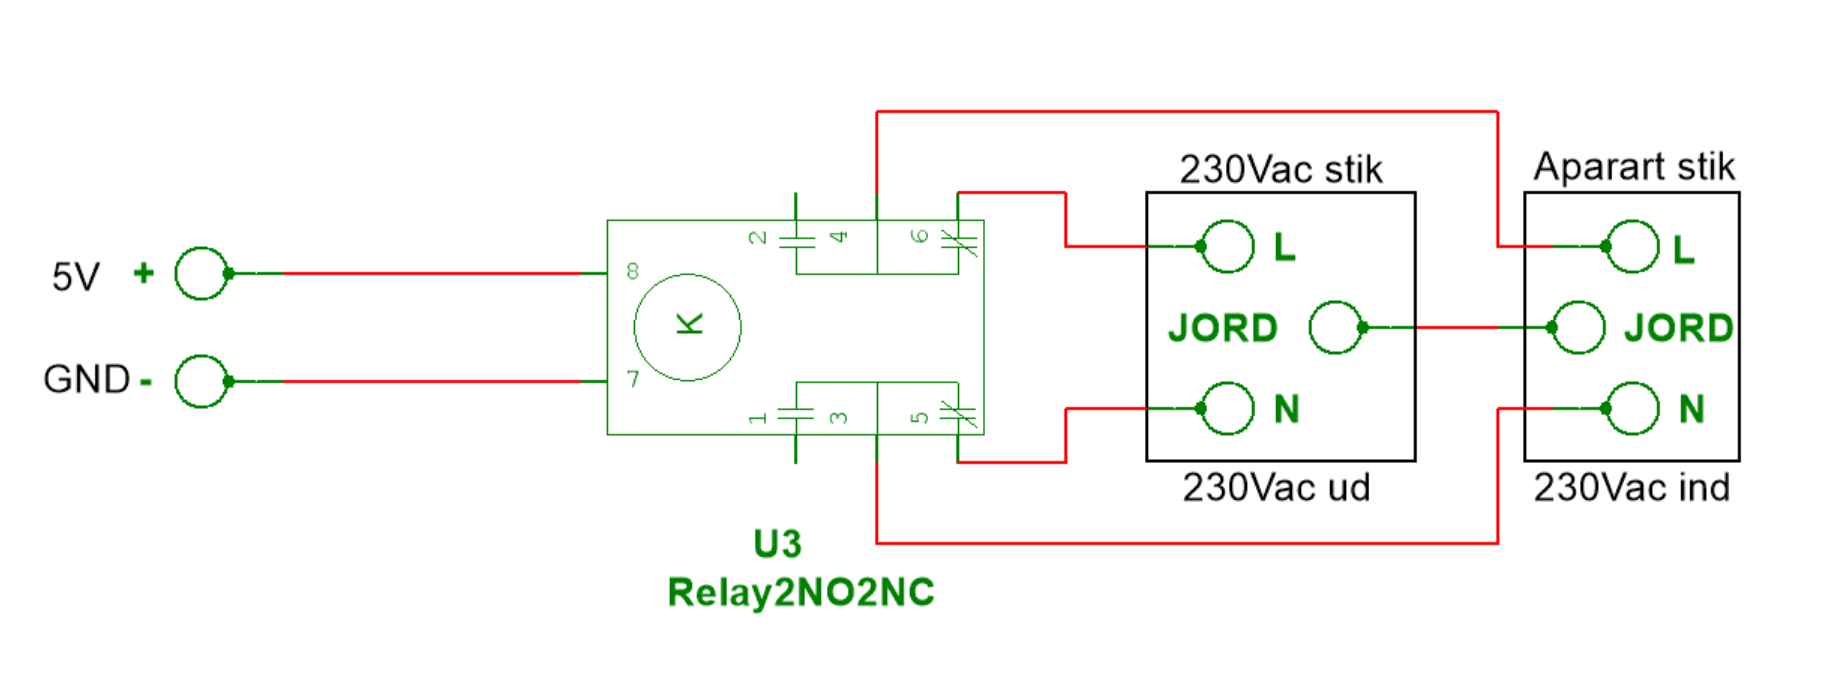 230Vac stik
Aparart stik
2 4 6
L
L
5V +
8
K
JORD
JORD
GND -
7
1 3 5
N
N
230Vac ud
230Vac ind
U3
Relay2NO2NC